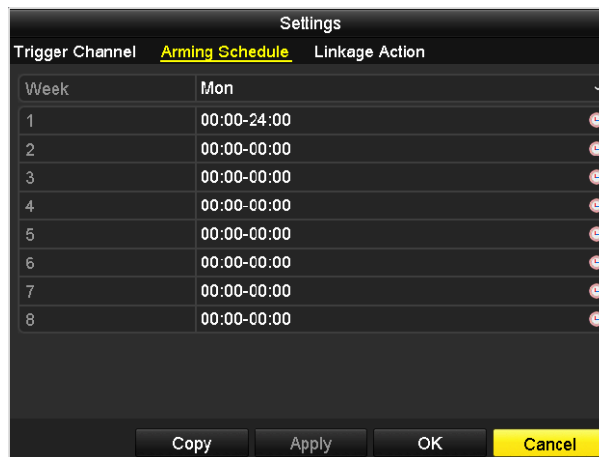 Settings
Trigger Channel Arming Schedule Linkage Action
Week Mon
1 00:00-24:00
2 00:00-00:00
3 00:00-00:00
4 00:00-00:00
5 00:00-00:00
6 00:00-00:00
7 00:00-00:00
8 00:00-00:00
Copy Apply OK Cancel